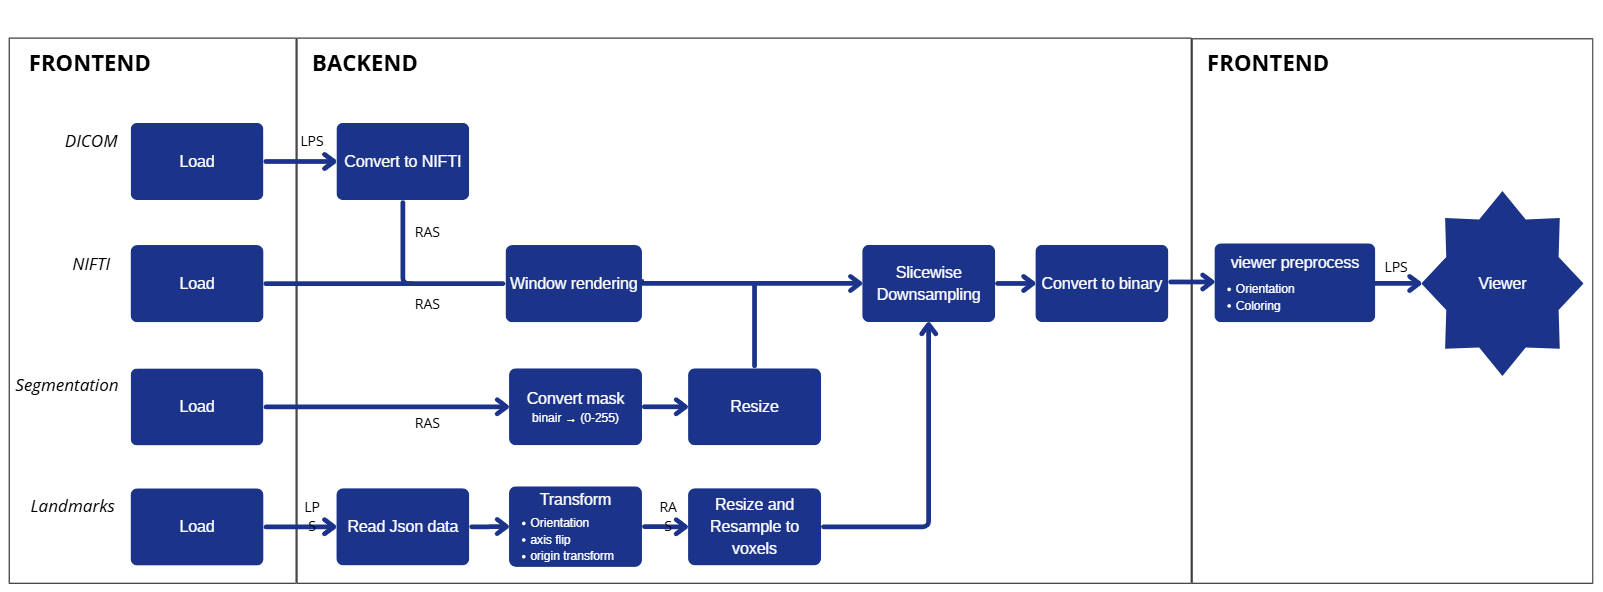 FRONTEND
BACKEND
FRONTEND
DICOM
Load
LPS
Convert to NIFTI
RAS
NIFTI
Load
RAS
Window rendering
Slicewise
Downsampling
Convert to binary
viewer preprocess
• Orientation
• Coloring
LPS
Viewer
Segmentation
Load
RAS
Convert mask
binair → (0-255)
Resize
Landmarks
Load
LP
S
Read Json data
Transform
• Orientation
• axis flip
• origin transform
RA
S
Resize and
Resample to
voxels